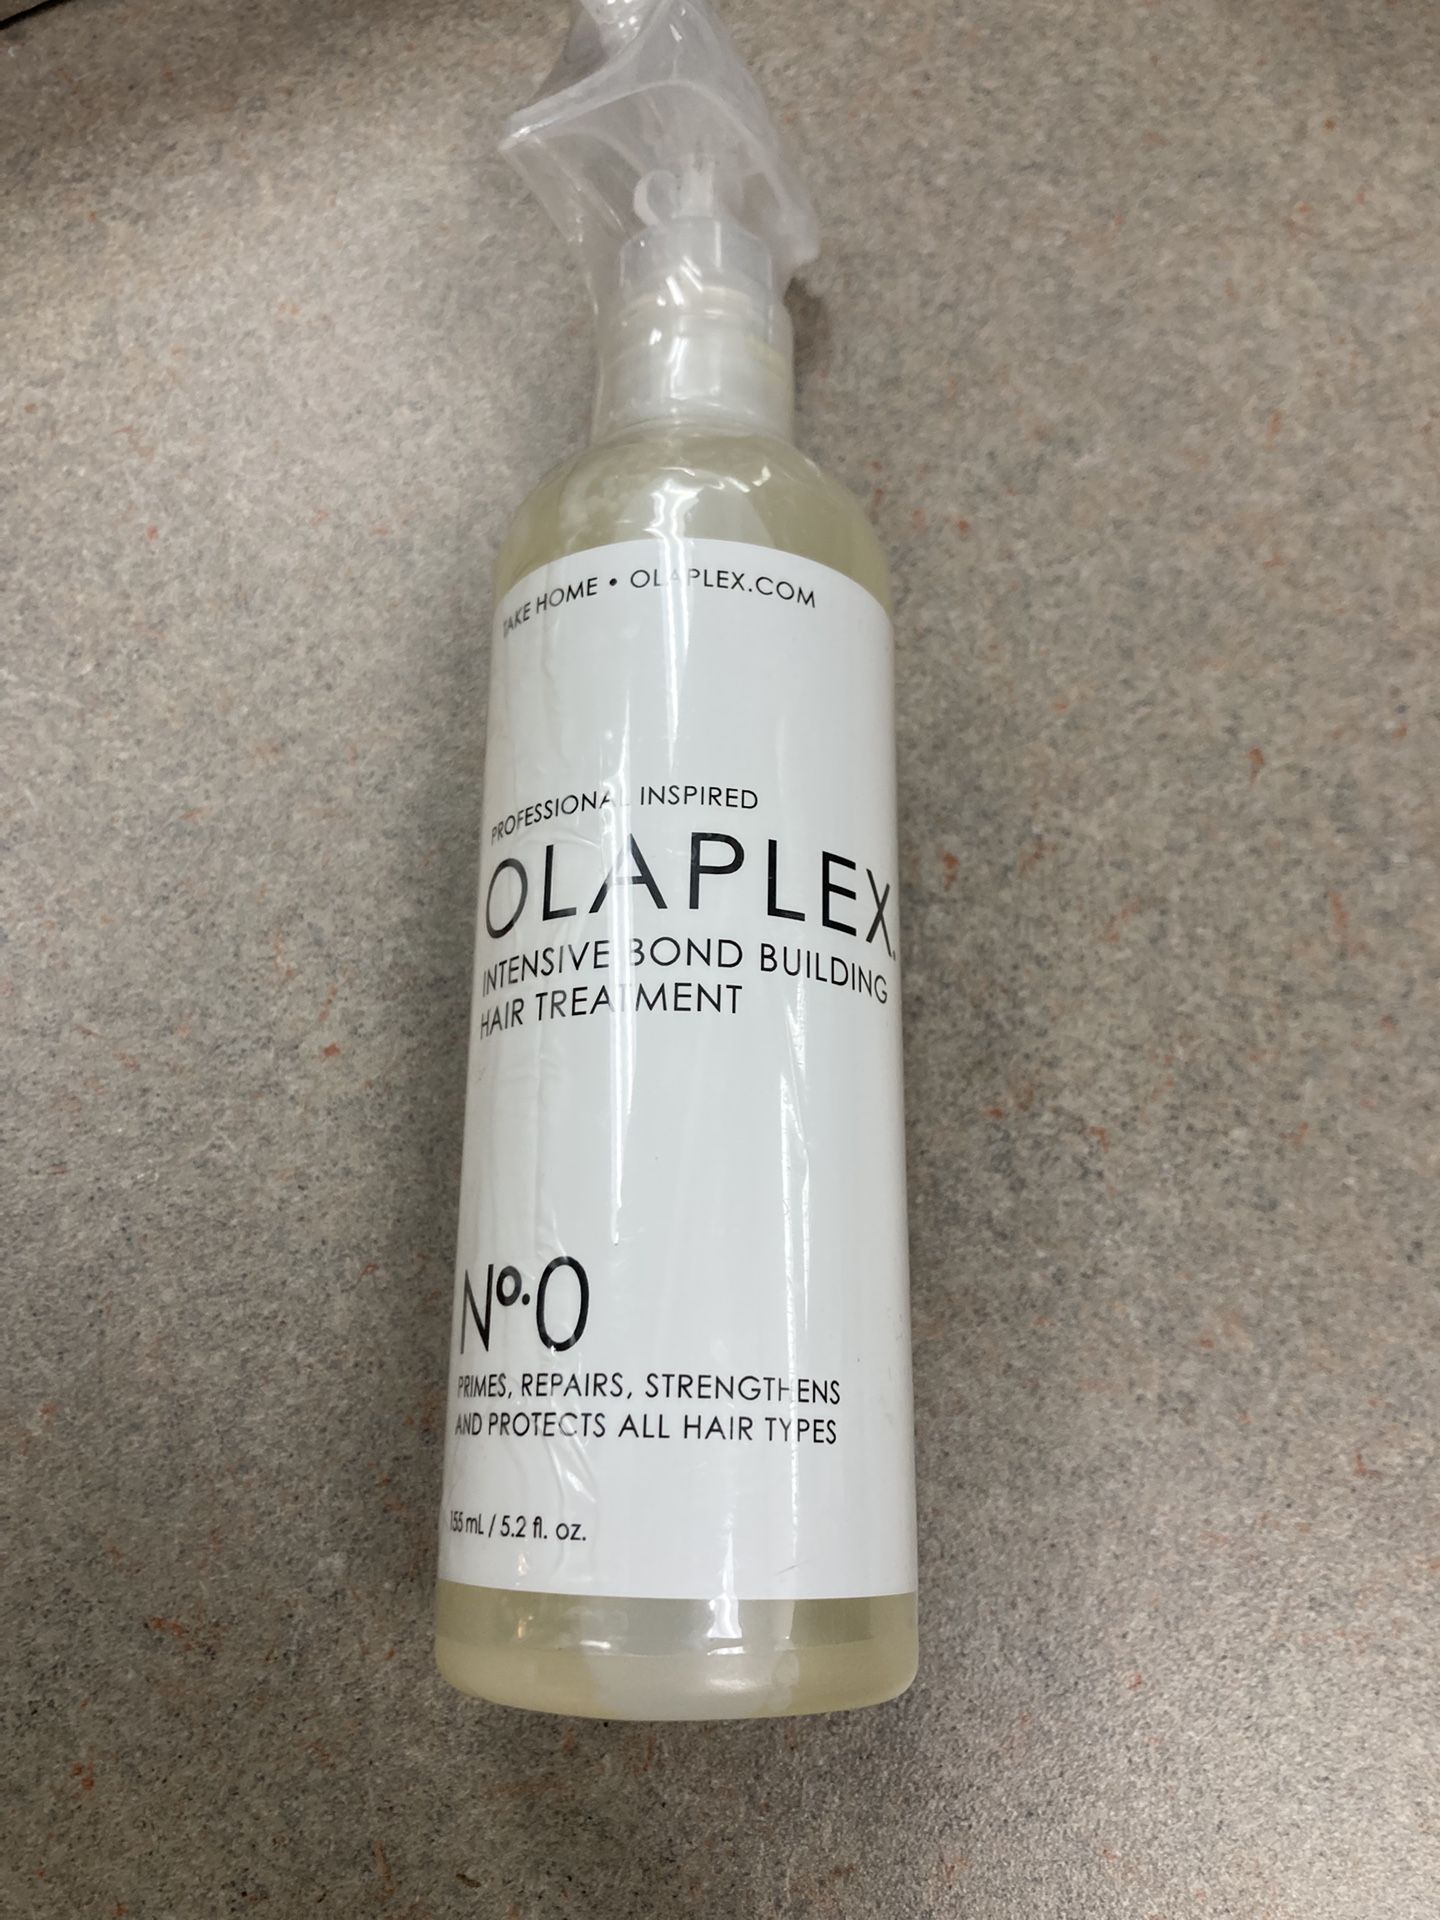 TAKE HOME • OLAPLEX.COM
PROFESSIONAL INSPIRED
OLAPLEX.
INTENSIVE BOND BUILDING
HAIR TREATMENT
Nº.0
PRIMES, REPAIRS, STRENGTHENS
AND PROTECTS ALL HAIR TYPES
155 mL / 5.2 fl. oz.